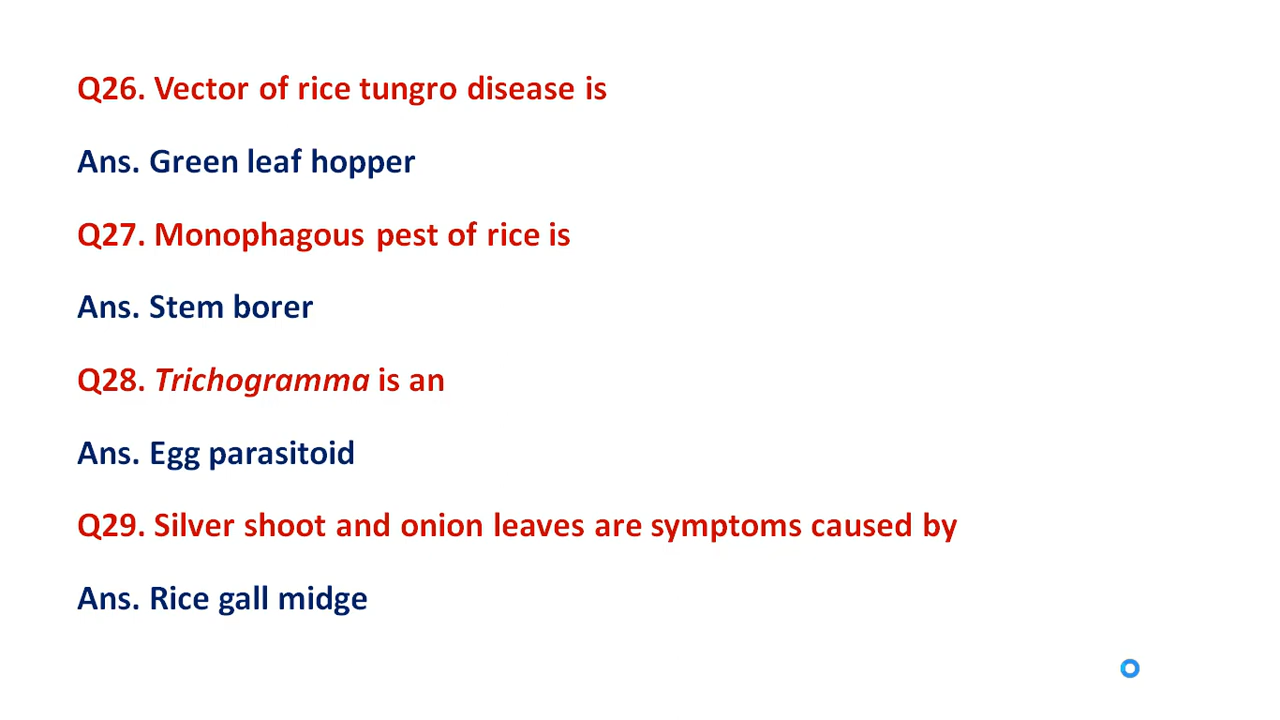 Q26. Vector of rice tungro disease is
Ans. Green leaf hopper
Q27. Monophagous pest of rice is
Ans. Stem borer
Q28. Trichogramma is an
Ans. Egg parasitoid
Q29. Silver shoot and onion leaves are symptoms caused by
Ans. Rice gall midge